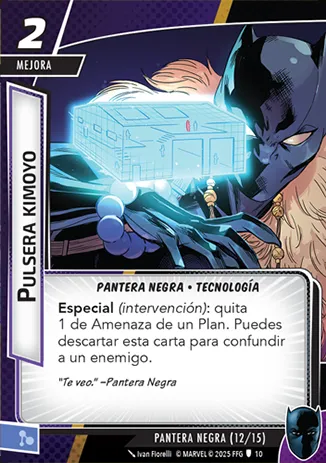 2
MEJORA
PULSERA KIMOYO
PANTERA NEGRA • TECNOLOGÍA
Especial (intervención): quita
1 de Amenaza de un Plan. Puedes
descartar esta carta para confundir
a un enemigo.
"Te veo." –Pantera Negra
PANTERA NEGRA (12/15)
Ivan Fiorelli © MARVEL © 2025 FFG 10